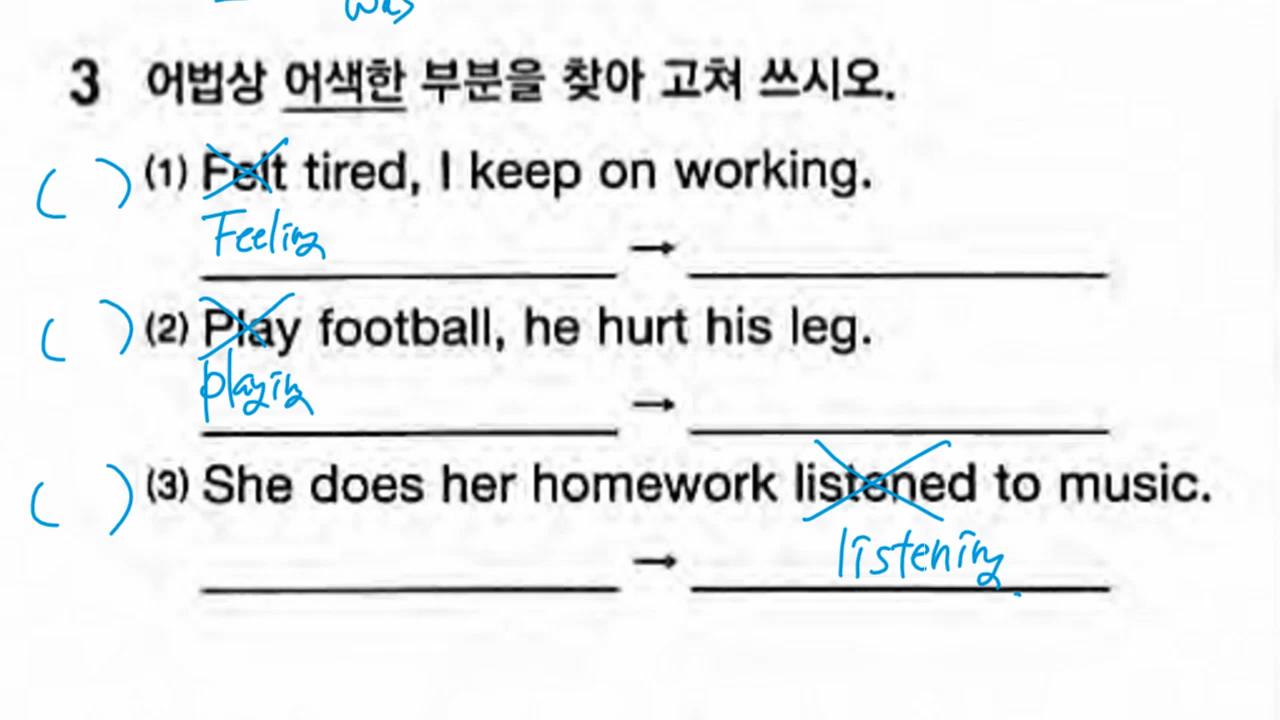 was
3 어법상 어색한 부분을 찾아 고쳐 쓰시오.
( ) (1) Felt tired, I keep on working.
Feeling →
( ) (2) Play football, he hurt his leg.
playing →
( ) (3) She does her homework listened to music.
→ listening